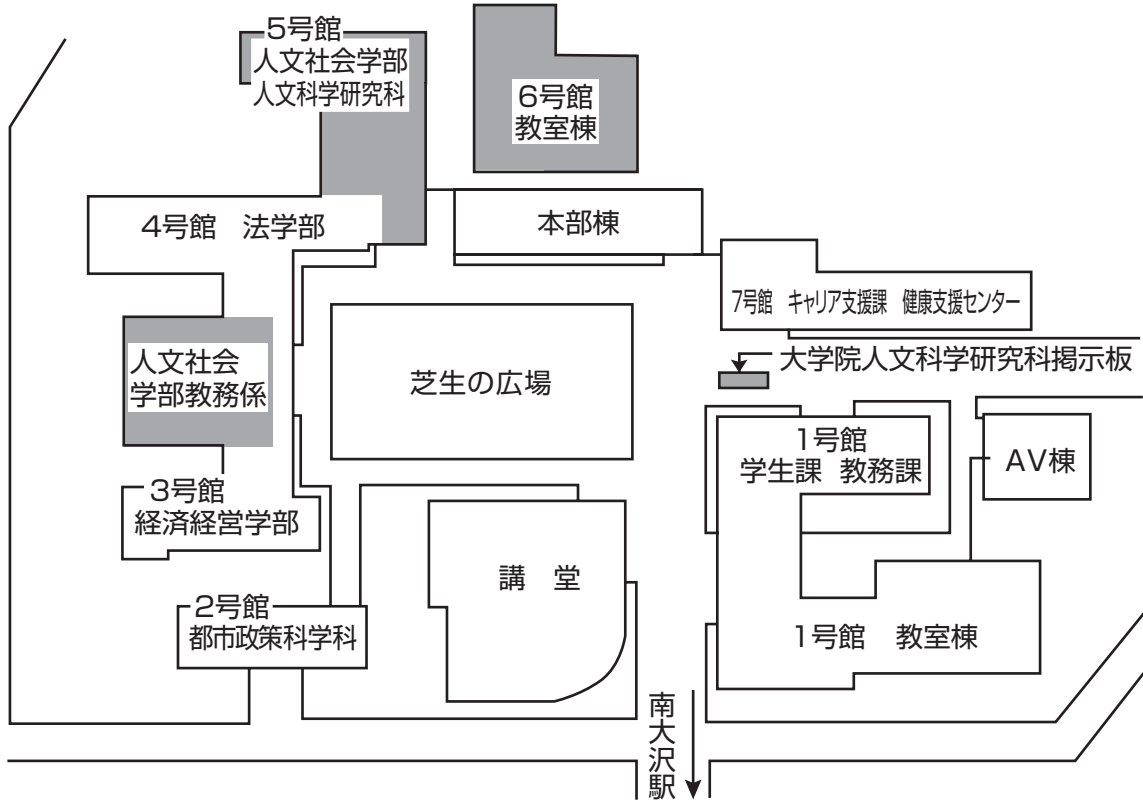 5号館
人文社会学部
人文科学研究科
6号館
教室棟
4号館 法学部
本部棟
7号館 キャリア支援課 健康支援センター
人文社会
学部教務係
芝生の広場
大学院人文科学研究科掲示板
1号館
学生課 教務課
AV棟
3号館
経済経営学部
講 堂
2号館
都市政策科学科
1号館 教室棟
南大沢駅